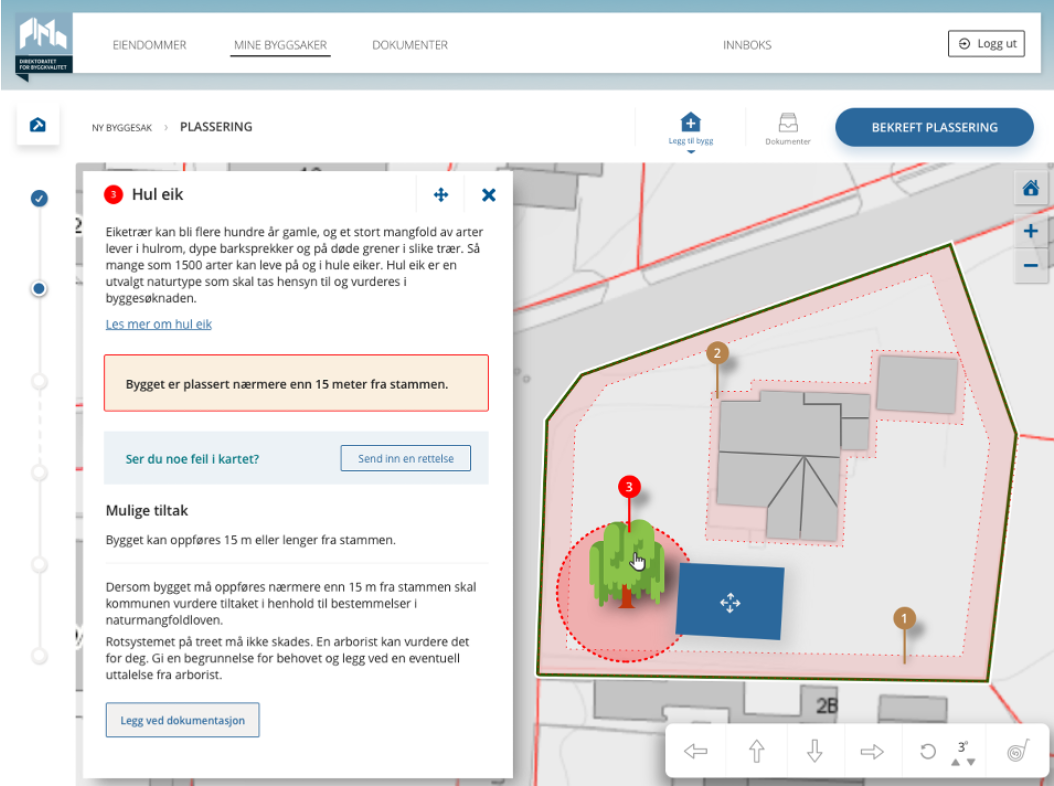 DIREKTORATET
FOR BYGGKVALITET
EIENDOMMER
MINE BYGGSAKER
DOKUMENTER
INNBOKS
Logg ut
NY BYGGESAK > PLASSERING
Legg til bygg
Dokumenter
BEKREFT PLASSERING
3 Hul eik
Eiketrær kan bli flere hundre år gamle, og et stort mangfold av arter
lever i hulrom, dype barksprekker og på døde grener i slike trær. Så
mange som 1500 arter kan leve på og i hule eiker. Hul eik er en
utvalgt naturtype som skal tas hensyn til og vurderes i
byggesøknaden.
Les mer om hul eik
Bygget er plassert nærmere enn 15 meter fra stammen.
Ser du noe feil i kartet?
Send inn en rettelse
Mulige tiltak
Bygget kan oppføres 15 m eller lenger fra stammen.
Dersom bygget må oppføres nærmere enn 15 m fra stammen skal
kommunen vurdere tiltaket i henhold til bestemmelser i
naturmangfoldloven.
Rotsystemet på treet må ikke skades. En arborist kan vurdere det
for deg. Gi en begrunnelse for behovet og legg ved en eventuell
uttalelse fra arborist.
Legg ved dokumentasjon
2
3
1
2B
3°